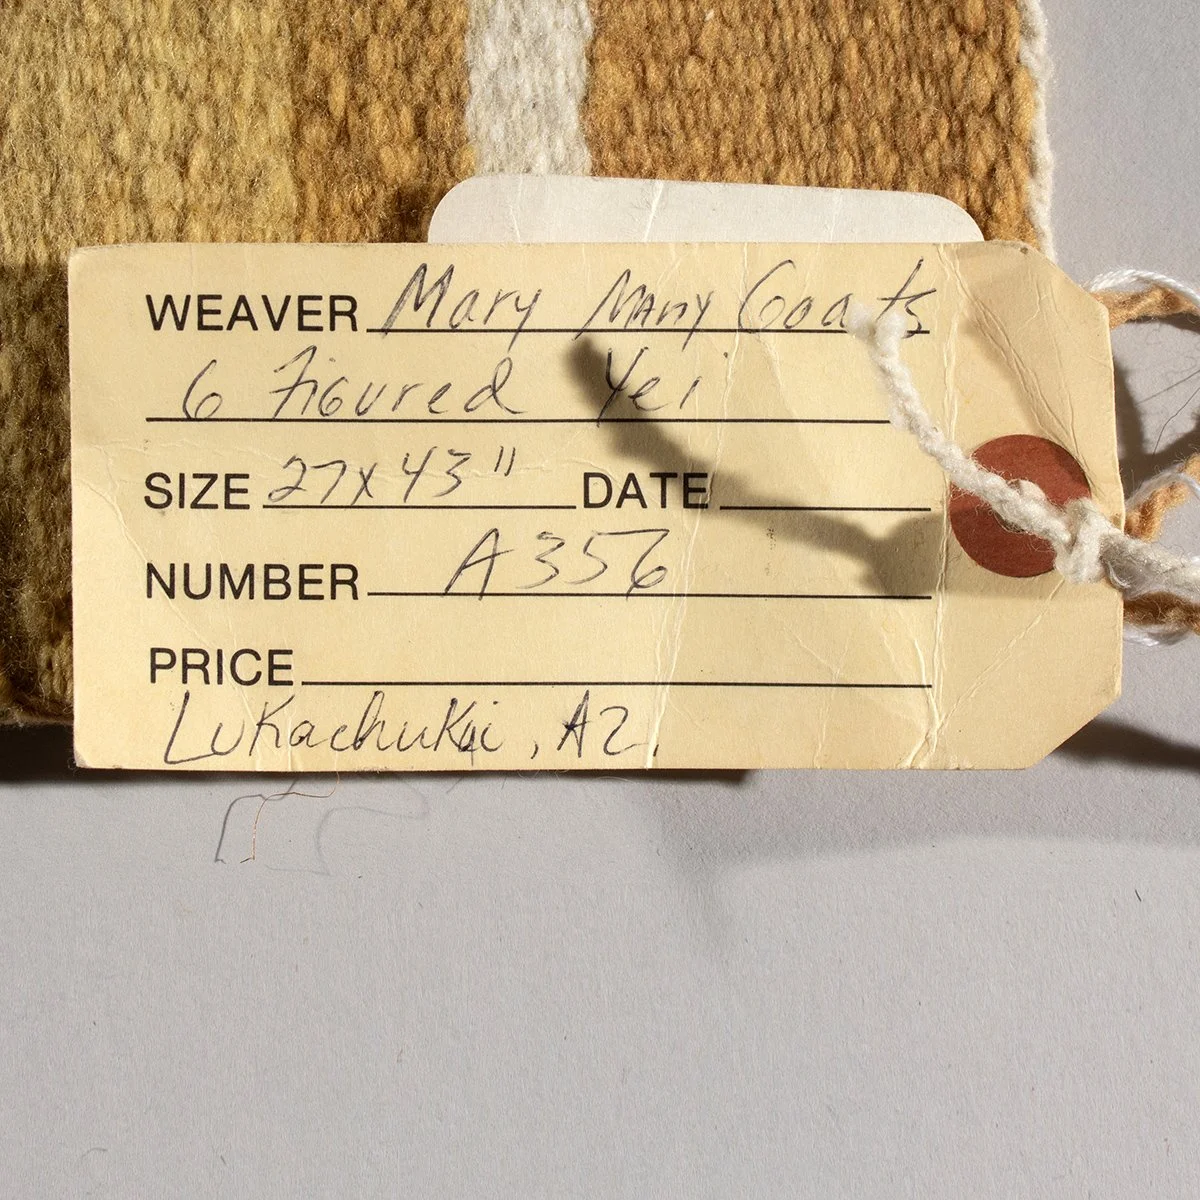 WEAVER Mary Many Goats
6 Figured Yei
SIZE 27x43" DATE
NUMBER A356
PRICE
Lukachukai, AZ.